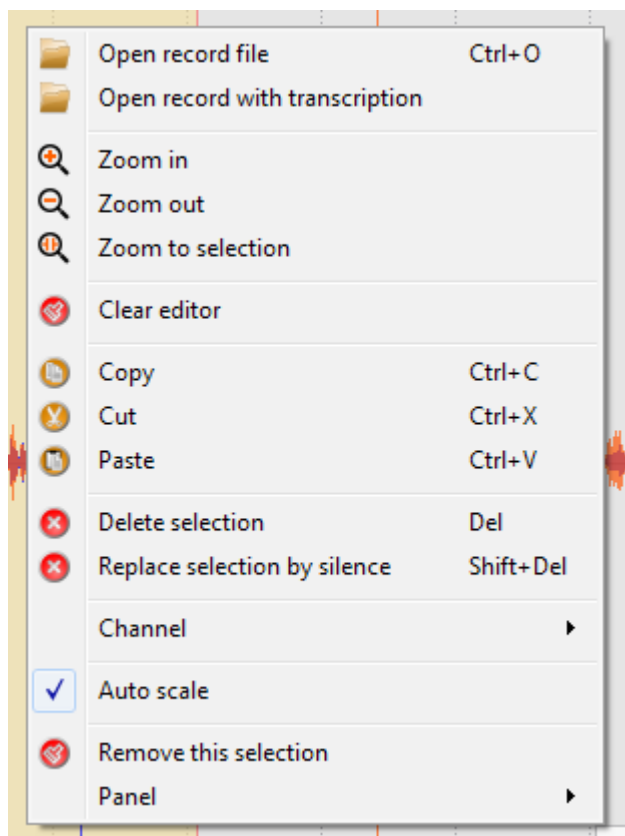 Open record file Ctrl+O
Open record with transcription
Zoom in
Zoom out
Zoom to selection
Clear editor
Copy Ctrl+C
Cut Ctrl+X
Paste Ctrl+V
Delete selection Del
Replace selection by silence Shift+Del
Channel
Auto scale
Remove this selection
Panel